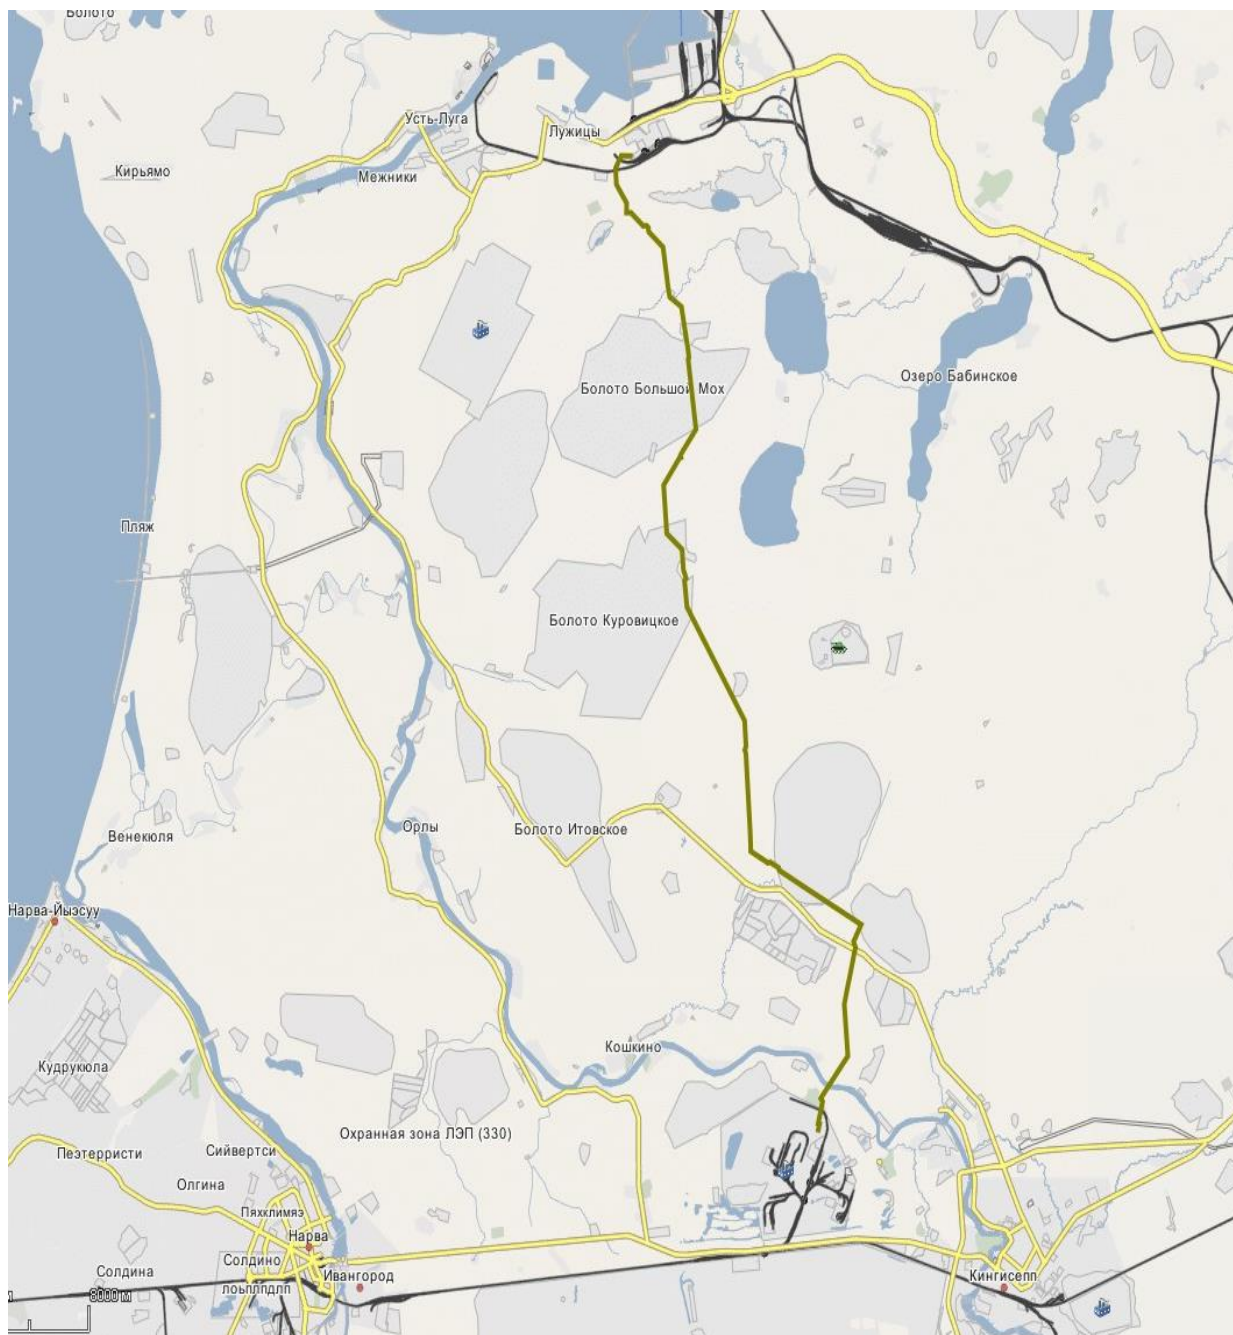 Болото
Усть-Луга
Лужицы
Кирьямо
Межники
Озеро Бабинское
Болото Большой Мох
Пляж
Болото Куровицкое
Орлы
Болото Итовское
Венекюля
Нарва-Йыэсуу
Кошкино
Кудрукюла
Охранная зона ЛЭП (330)
Сийвертси
Пеэтерристи
Олгина
Пяхклимяэ
Нарва
Солдино
Солдина
Ивангород
Кингисепп
лоьплпдлп
м
8000 м